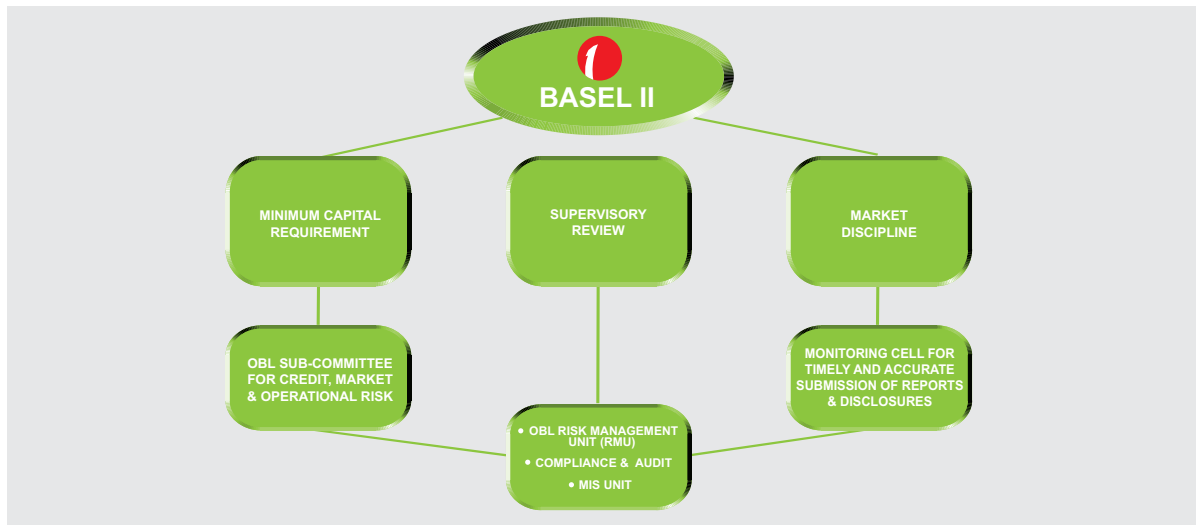 BASEL II
MINIMUM CAPITAL
REQUIREMENT
SUPERVISORY
REVIEW
MARKET
DISCIPLINE
OBL SUB-COMMITTEE
FOR CREDIT, MARKET
& OPERATIONAL RISK
MONITORING CELL FOR
TIMELY AND ACCURATE
SUBMISSION OF REPORTS
& DISCLOSURES
• OBL RISK MANAGEMENT
UNIT (RMU)
• COMPLIANCE & AUDIT
• MIS UNIT